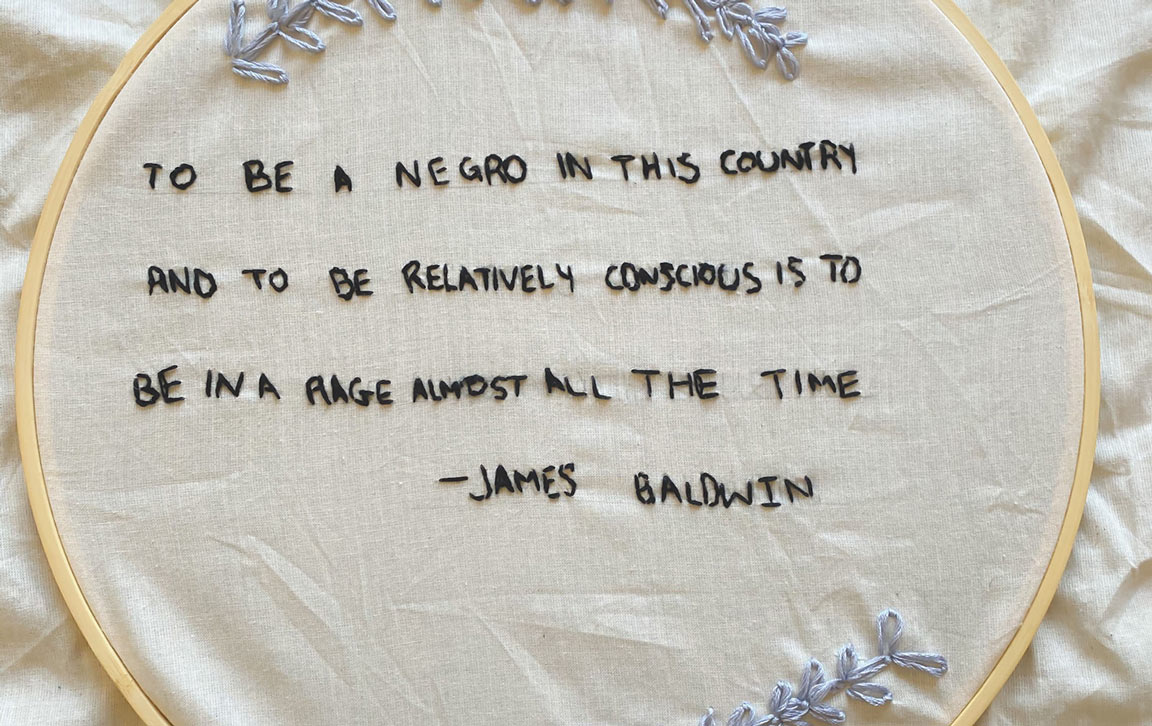 TO BE A NEGRO IN THIS COUNTRY
AND TO BE RELATIVELY CONSCIOUS IS TO
BE IN A RAGE ALMOST ALL THE TIME
-JAMES BALDWIN